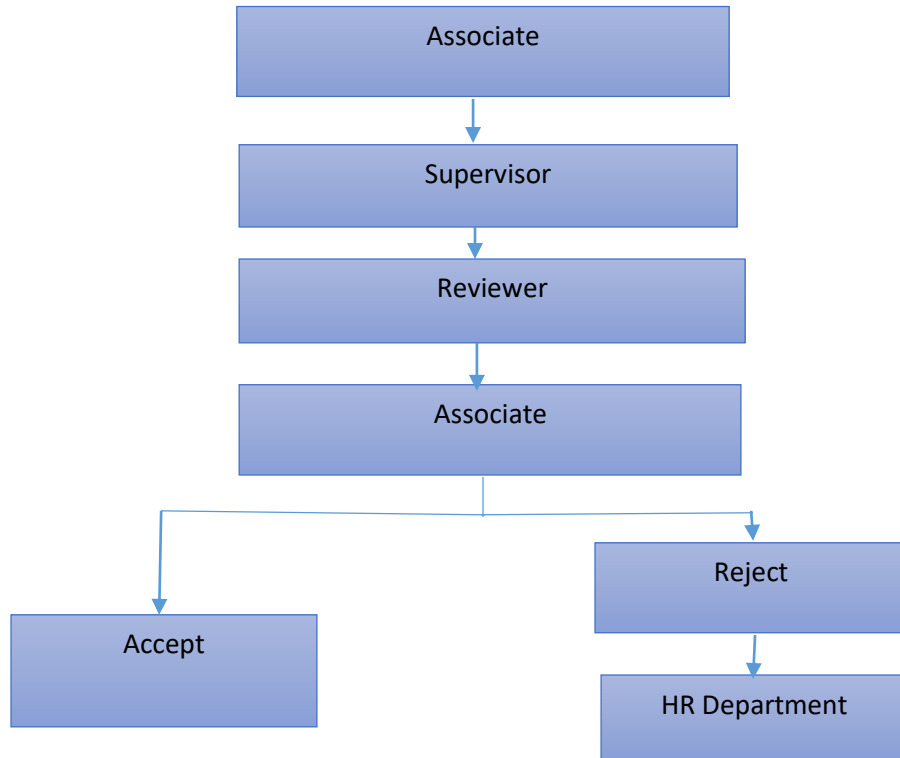 Associate
Supervisor
Reviewer
Associate
Reject
Accept
HR Department